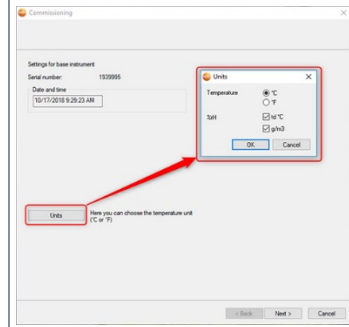 Commissioning
Settings for base instrument
Serial number: 1939995
Date and time
10/17/2018 9:29:23 AM
Units
Here you can choose the temperature unit
(°C or °F)
Units
Temperature
°C
°F
%rH
td °C
g/m3
OK
Cancel
< Back
Next >
Cancel